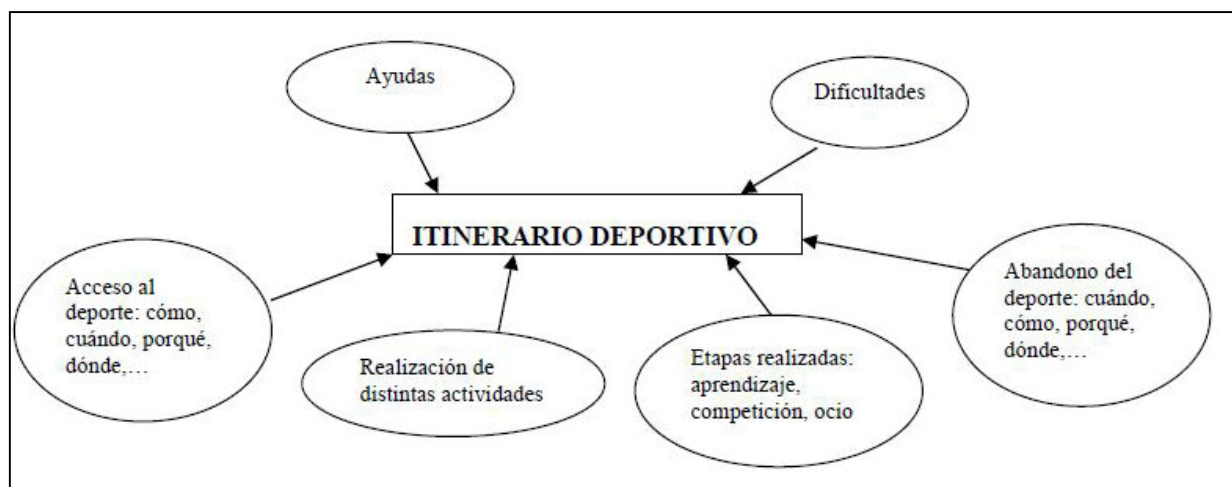 Ayudas
Dificultades
ITINERARIO DEPORTIVO
Acceso al
deporte: cómo,
cuándo, porqué,
dónde,…
Realización de
distintas actividades
Etapas realizadas:
aprendizaje,
competición, ocio
Abandono del
deporte: cuándo,
cómo, porqué,
dónde,…